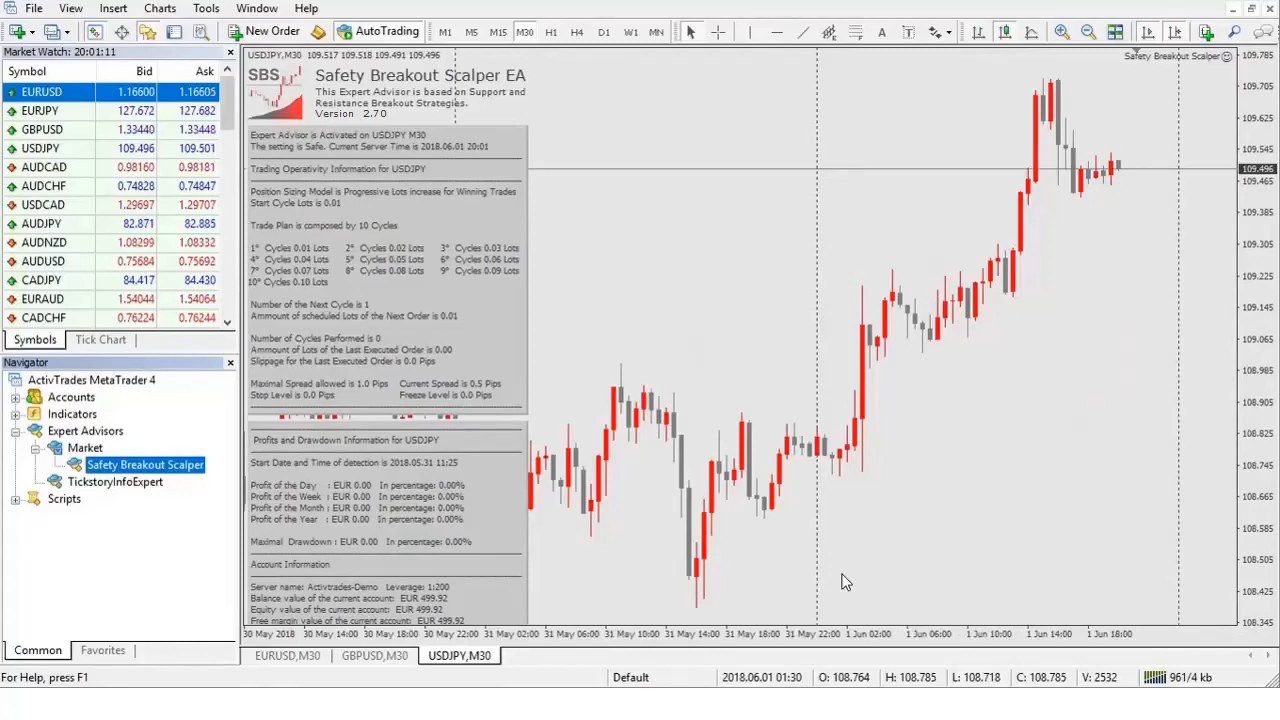 File View Insert Charts Tools Window Help
New Order AutoTrading M1 M5 M15 M30 H1 H4 D1 W1 MN A T
Market Watch: 20:01:11
Symbol Bid Ask
EURUSD 1.16600 1.16605
EURJPY 127.672 127.682
GBPUSD 1.33440 1.33448
USDJPY 109.496 109.501
AUDCAD 0.98160 0.98181
AUDCHF 0.74828 0.74847
USDCAD 1.29697 1.29707
AUDJPY 82.871 82.885
AUDNZD 1.08299 1.08332
AUDUSD 0.75684 0.75692
CADJPY 84.417 84.430
EURAUD 1.54044 1.54064
CADCHF 0.76224 0.76244
Symbols Tick Chart
Navigator
ActivTrades MetaTrader 4
Accounts
Indicators
Expert Advisors
Market
Safety Breakout Scalper
TickstoryInfoExpert
Scripts
Common Favorites
USDJPY,M30 109.517 109.518 109.491 109.496
Safety Breakout Scalper
SBS
Safety Breakout Scalper EA
This Expert Advisor is based on Support and
Resistance Breakout Strategies.
Version 2.70
Expert Advisor is Activated on USDJPY M30
The setting is Safe. Current Server Time is 2018.06.01 20:01
Trading Operativity Information for USDJPY
Position Sizing Model is Progressive Lots increase for Winning Trades
Start Cycle Lots is 0.01
Trade Plan is composed by 10 Cycles
1° Cycles 0.01 Lots 2° Cycles 0.02 Lots 3° Cycles 0.03 Lots
4° Cycles 0.04 Lots 5° Cycles 0.05 Lots 6° Cycles 0.06 Lots
7° Cycles 0.07 Lots 8° Cycles 0.08 Lots 9° Cycles 0.09 Lots
10° Cycles 0.10 Lots
Number of the Next Cycle is 1
Amount of scheduled Lots of the Next Order is 0.01
Number of Cycles Performed is 0
Amount of Lots of the Last Executed Order is 0.00
Slippage for the Last Executed Order is 0.0 Pips
Maximal Spread allowed is 1.0 Pips Current Spread is 0.5 Pips
Stop Level is 0.0 Pips Freeze Level is 0.0 Pips
Profits and Drawdown Information for USDJPY
Start Date and Time of detection is 2018.05.31 11:25
Profit of the Day : EUR 0.00 In percentage: 0.00%
Profit of the Week : EUR 0.00 In percentage: 0.00%
Profit of the Month : EUR 0.00 In percentage: 0.00%
Profit of the Year : EUR 0.00 In percentage: 0.00%
Maximal Drawdown : EUR 0.00 In percentage: 0.00%
Account Information
Server name: Activtrades-Demo Leverage: 1:200
Balance value of the current account: EUR 499.92
Equity value of the current account: EUR 499.92
Free margin value of the current account: EUR 499.92
109.785
109.705
109.625
109.545
109.496
109.465
109.385
109.305
109.225
109.145
109.065
108.985
108.905
108.825
108.745
108.665
108.585
108.505
108.425
108.345
30 May 2018 30 May 14:00 30 May 18:00 30 May 22:00 31 May 02:00 31 May 06:00 31 May 10:00 31 May 14:00 31 May 18:00 31 May 22:00 1 Jun 02:00 1 Jun 06:00 1 Jun 10:00 1 Jun 14:00 1 Jun 18:00
EURUSD,M30 GBPUSD,M30 USDJPY,M30
For Help, press F1 Default 2018.06.01 01:30 O: 108.764 H: 108.785 L: 108.718 C: 108.785 V: 2532 961/4 kb